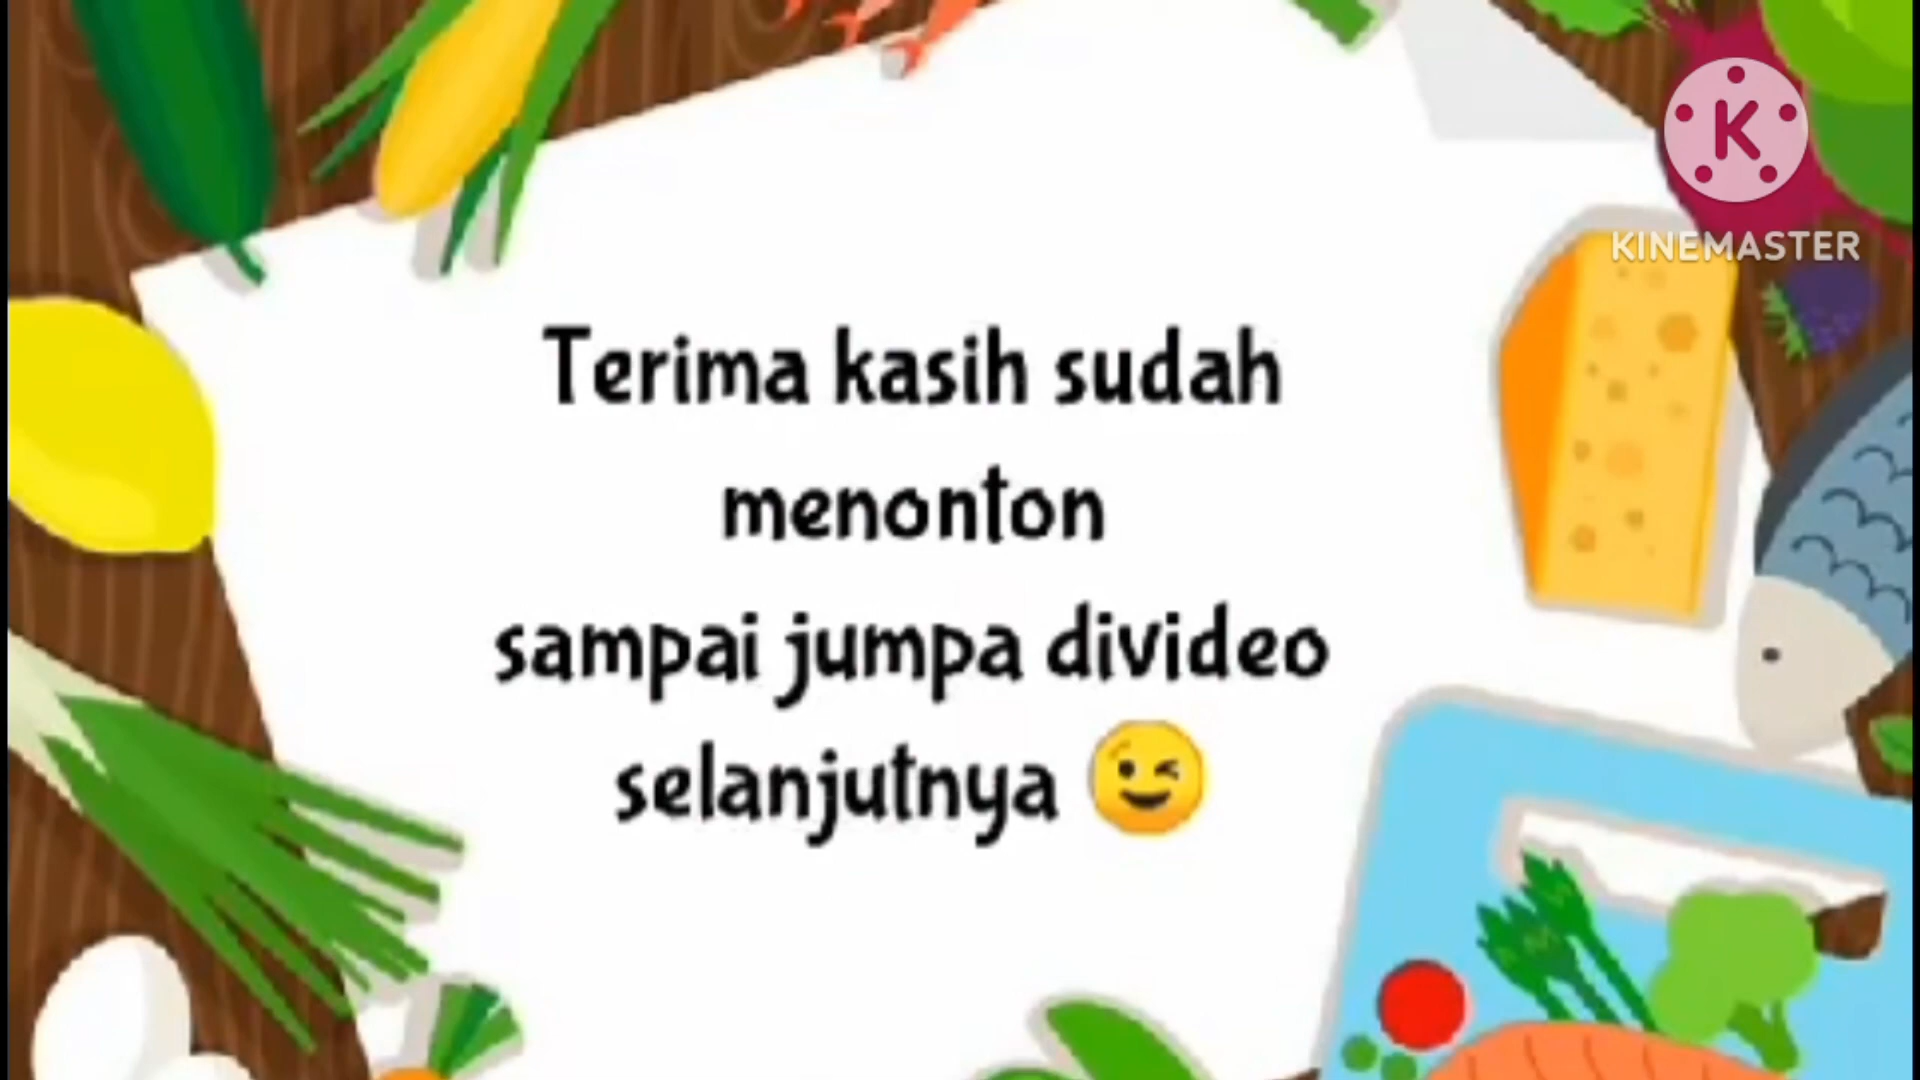 K
KINEMASTER
Terima kasih sudah
menonton
sampai jumpa divideo
selanjutnya 😉